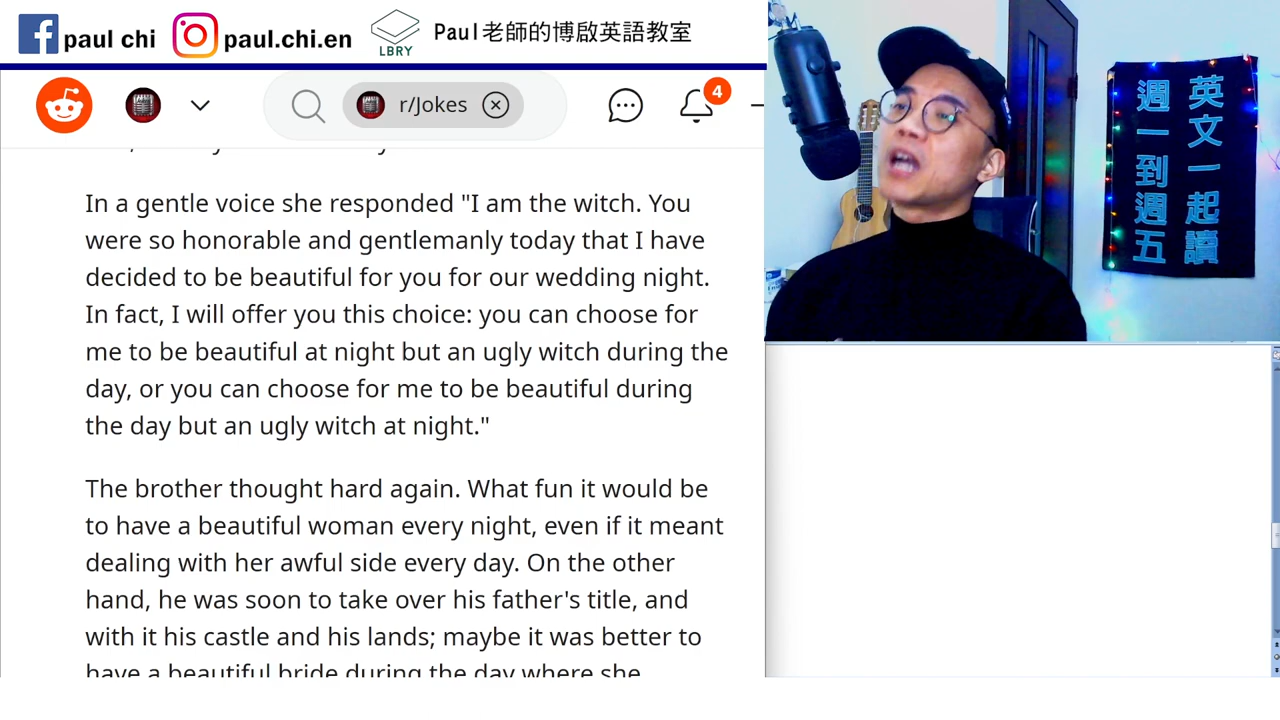 paul chi
paul.chi.en
LBRY
Paul老師的博啟英語教室
r/Jokes
4
In a gentle voice she responded "I am the witch. You
were so honorable and gentlemanly today that I have
decided to be beautiful for you for our wedding night.
In fact, I will offer you this choice: you can choose for
me to be beautiful at night but an ugly witch during the
day, or you can choose for me to be beautiful during
the day but an ugly witch at night."
The brother thought hard again. What fun it would be
to have a beautiful woman every night, even if it meant
dealing with her awful side every day. On the other
hand, he was soon to take over his father's title, and
with it his castle and his lands; maybe it was better to
have a beautiful bride during the day where she
英文一起讀
週一到週五